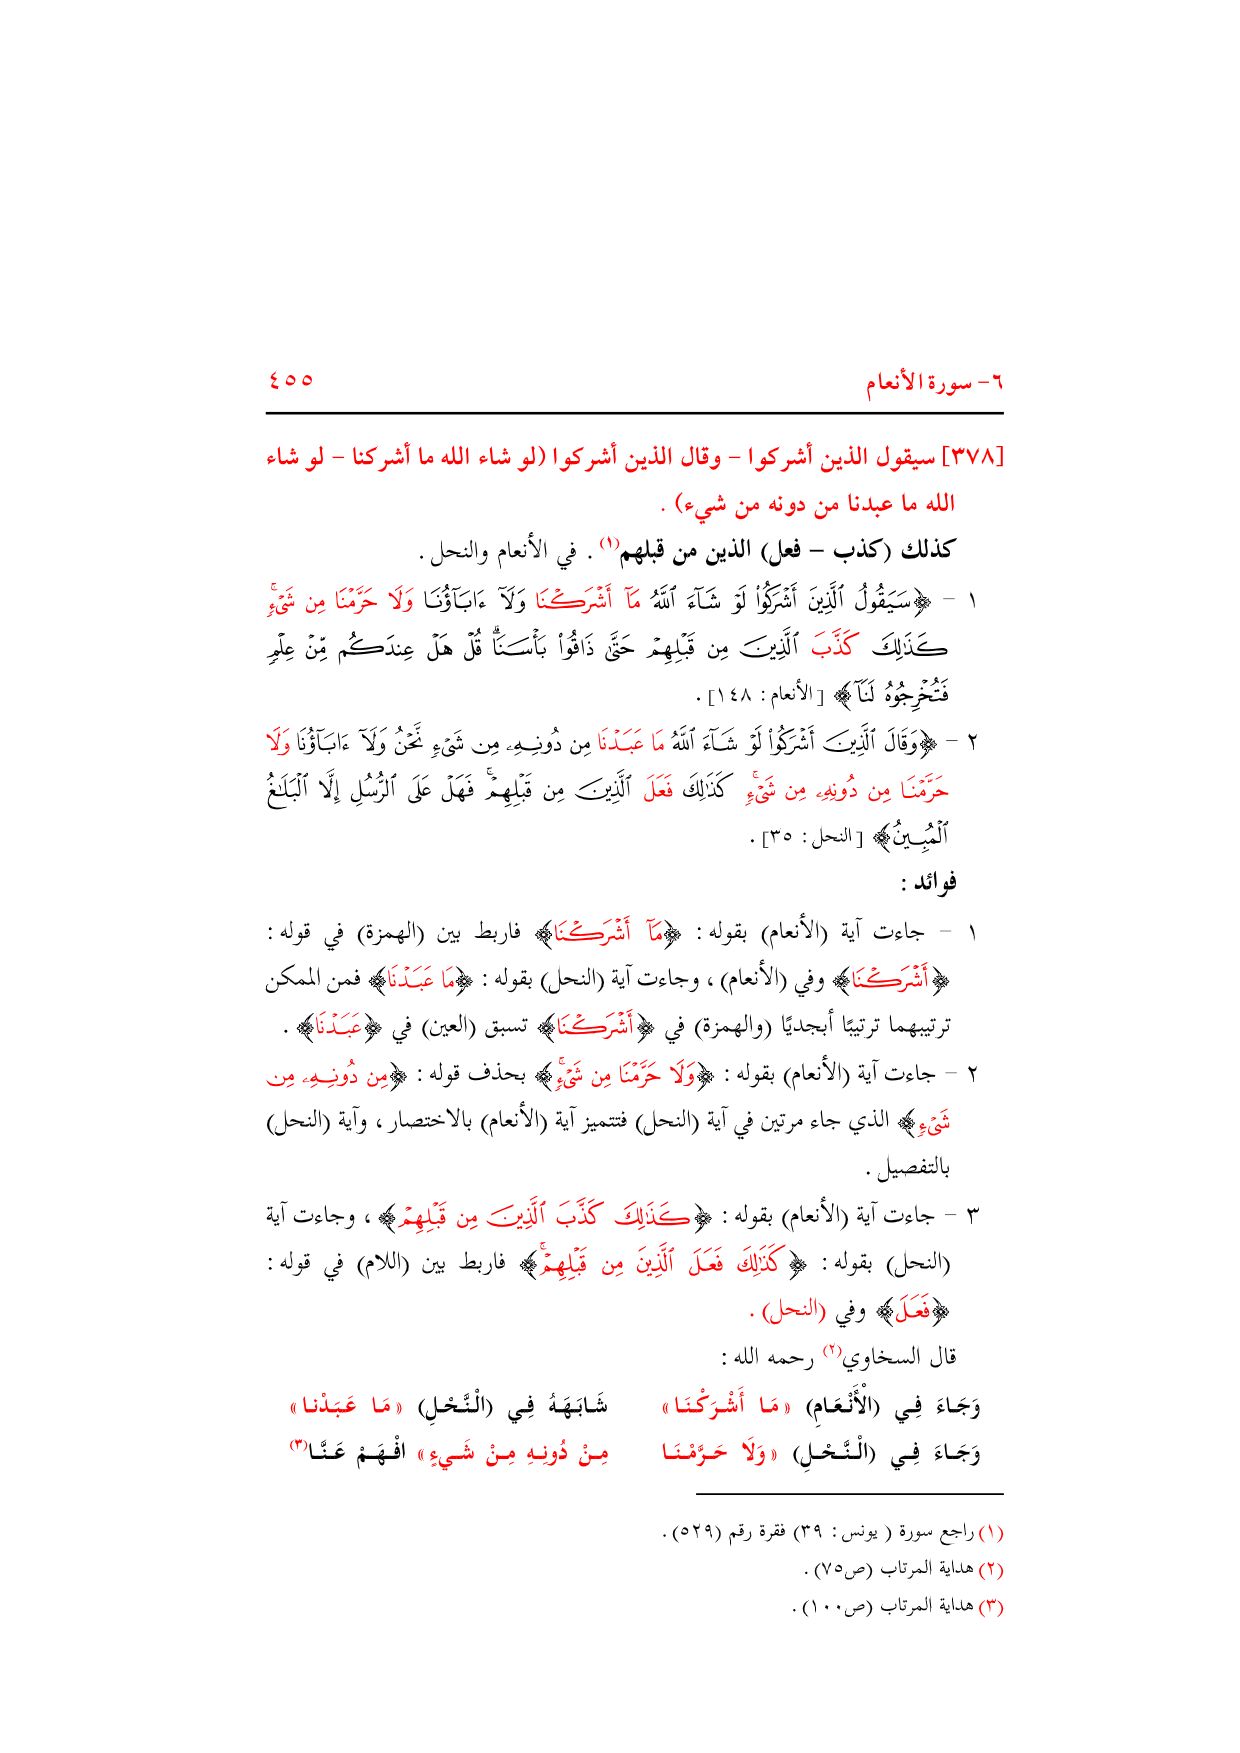 ٦- سورة الأنعام ٤٥٥
[٣٧٨] سيقول الذين أشركوا – وقال الذين أشركوا (لو شاء الله ما أشركنا – لو شاء
الله ما عبدنا من دونه من شيء) .
كذلك (كذب – فعل) الذين من قبلهم(١) . في الأنعام والنحل .
١ – ﴿سَيَقُولُ ٱلَّذِينَ أَشْرَكُوا۟ لَوْ شَآءَ ٱللَّهُ مَآ أَشْرَكْنَا وَلَآ ءَابَآؤُنَا وَلَا حَرَّمْنَا مِن شَىْءٍۚ
كَذَٰلِكَ كَذَّبَ ٱلَّذِينَ مِن قَبْلِهِمْ حَتَّىٰ ذَاقُوا۟ بَأْسَنَاۗ قُلْ هَلْ عِندَكُم مِّنْ عِلْمٍ
فَتُخْرِجُوهُ لَنَآ﴾ [الأنعام: ١٤٨] .
٢ – ﴿وَقَالَ ٱلَّذِينَ أَشْرَكُوا۟ لَوْ شَآءَ ٱللَّهُ مَا عَبَدْنَا مِن دُونِهِۦ مِن شَىْءٍ نَّحْنُ وَلَآ ءَابَآؤُنَا وَلَا
حَرَّمْنَا مِن دُونِهِۦ مِن شَىْءٍۚ كَذَٰلِكَ فَعَلَ ٱلَّذِينَ مِن قَبْلِهِمْۚ فَهَلْ عَلَى ٱلرُّسُلِ إِلَّا ٱلْبَلَٰغُ
ٱلْمُبِينُ﴾ [النحل: ٣٥] .
فوائد :
١ – جاءت آية (الأنعام) بقوله: ﴿مَآ أَشْرَكْنَا﴾ فاربط بين (الهمزة) في قوله:
﴿أَشْرَكْنَا﴾ وفي (الأنعام) ، وجاءت آية (النحل) بقوله: ﴿مَا عَبَدْنَا﴾ فمن الممكن
ترتيبهما ترتيبًا أبجديًا (والهمزة) في ﴿أَشْرَكْنَا﴾ تسبق (العين) في ﴿عَبَدْنَا﴾ .
٢ – جاءت آية (الأنعام) بقوله: ﴿وَلَا حَرَّمْنَا مِن شَىْءٍۚ﴾ بحذف قوله: ﴿مِن دُونِهِۦ مِن
شَىْءٍ﴾ الذي جاء مرتين في آية (النحل) فتتميز آية (الأنعام) بالاختصار ، وآية (النحل)
بالتفصيل .
٣ – جاءت آية (الأنعام) بقوله: ﴿كَذَٰلِكَ كَذَّبَ ٱلَّذِينَ مِن قَبْلِهِمْ﴾ ، وجاءت آية
(النحل) بقوله: ﴿كَذَٰلِكَ فَعَلَ ٱلَّذِينَ مِن قَبْلِهِمْۚ﴾ فاربط بين (اللام) في قوله:
﴿فَعَلَ﴾ وفي (النحل) .
قال السخاوي(٢) رحمه الله :
وَجَاءَ فِي (الْأَنْعَامِ) «مَا أَشْرَكْنَا» شَابَهَهُ فِي (النَّحْلِ) «مَا عَبَدْنا»
وَجَاءَ فِي (النَّحْلِ) «وَلَا حَرَّمْنَا مِنْ دُونِهِ مِنْ شَيءٍ» افْهَمْ عَنَّا(٣)
(١) راجع سورة (يونس: ٣٩) فقرة رقم (٥٢٩) .
(٢) هداية المرتاب (ص٧٥) .
(٣) هداية المرتاب (ص١٠٠) .